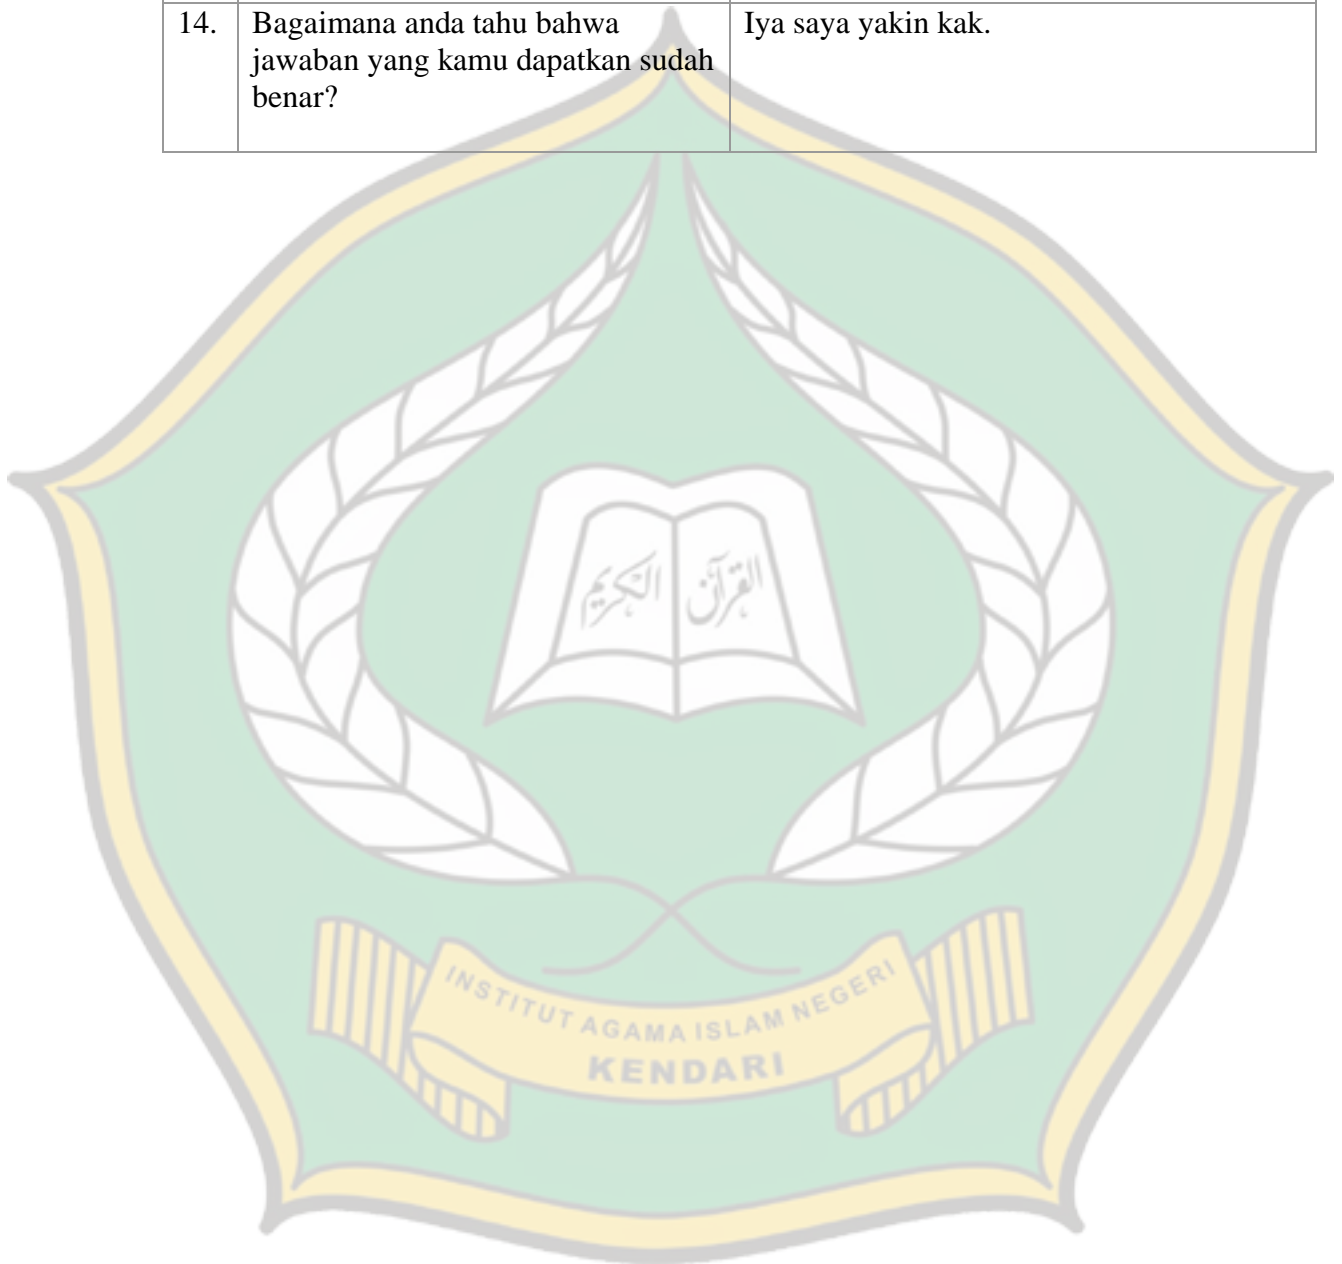 14.
Bagaimana anda tahu bahwa
jawaban yang kamu dapatkan sudah
benar?
Iya saya yakin kak.
القرآن الكريم
INSTITUT AGAMA ISLAM NEGERI
KENDARI